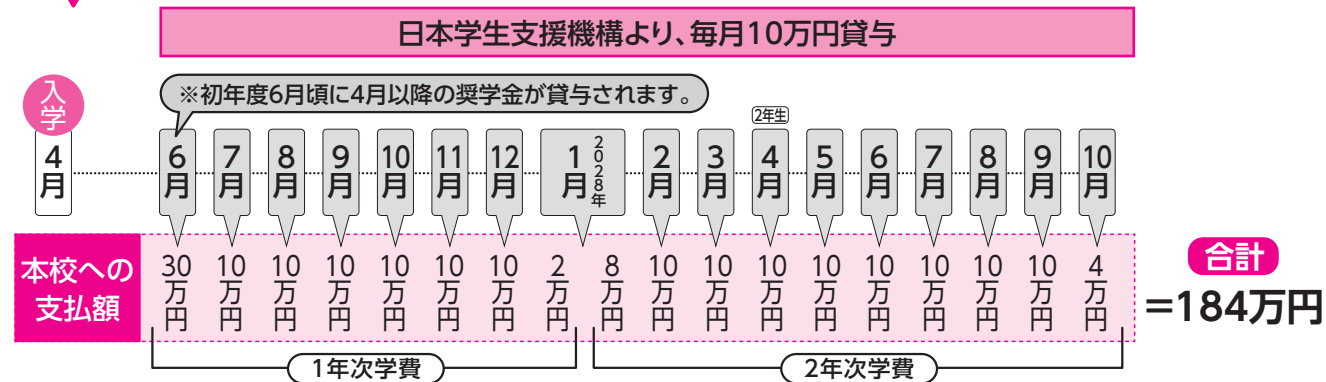 日本学生支援機構より、毎月10万円貸与
入学
※初年度6月頃に4月以降の奨学金が貸与されます。
2年生
4月 6月 7月 8月 9月 10月 11月 12月 1月 2028年 2月 3月 4月 5月 6月 7月 8月 9月 10月
本校への
支払額
30万円 10万円 10万円 10万円 10万円 10万円 10万円 2万円 8万円 10万円 10万円 10万円 10万円 10万円 10万円 10万円 10万円 4万円
合計
=184万円
1年次学費 2年次学費